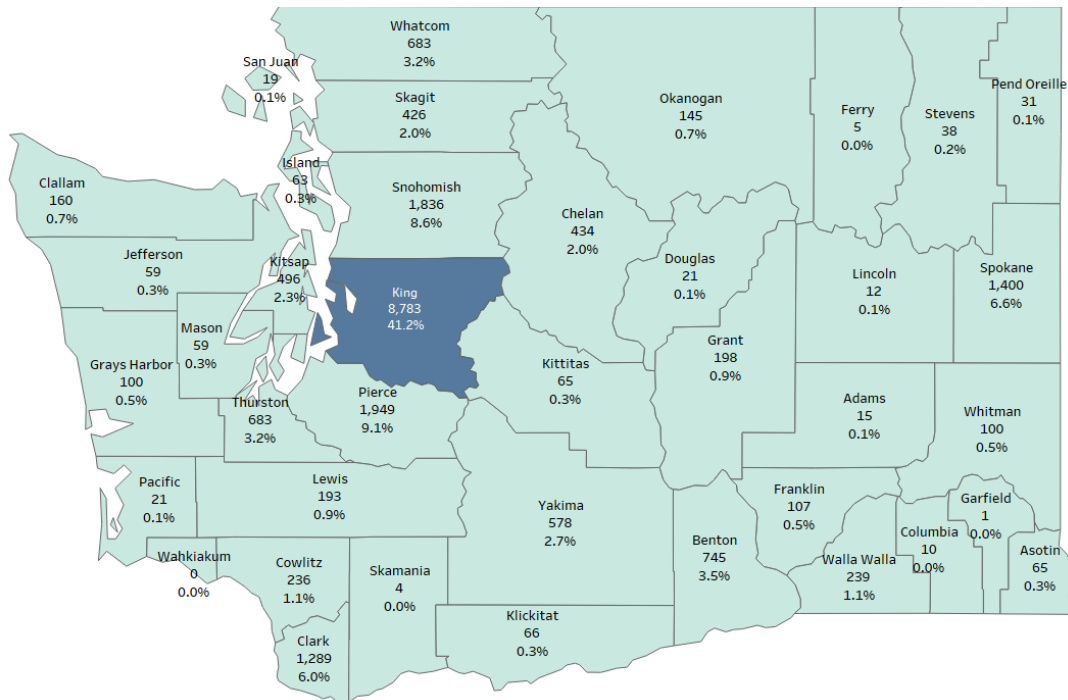 Whatcom
683
3.2%
San Juan
19
0.1%
Skagit
426
2.0%
Okanogan
145
0.7%
Ferry
5
0.0%
Stevens
38
0.2%
Pend Oreille
31
0.1%
Island
63
0.3%
Clallam
160
0.7%
Snohomish
1,836
8.6%
Chelan
434
2.0%
Jefferson
59
0.3%
Kitsap
496
2.3%
King
8,783
41.2%
Douglas
21
0.1%
Lincoln
12
0.1%
Spokane
1,400
6.6%
Mason
59
0.3%
Grays Harbor
100
0.5%
Thurston
683
3.2%
Pierce
1,949
9.1%
Kittitas
65
0.3%
Grant
198
0.9%
Adams
15
0.1%
Whitman
100
0.5%
Pacific
21
0.1%
Lewis
193
0.9%
Yakima
578
2.7%
Benton
745
3.5%
Franklin
107
0.5%
Walla Walla
239
1.1%
Columbia
10
0.0%
Garfield
1
0.0%
Asotin
65
0.3%
Wahkiakum
0
0.0%
Cowlitz
236
1.1%
Skamania
4
0.0%
Klickitat
66
0.3%
Clark
1,289
6.0%